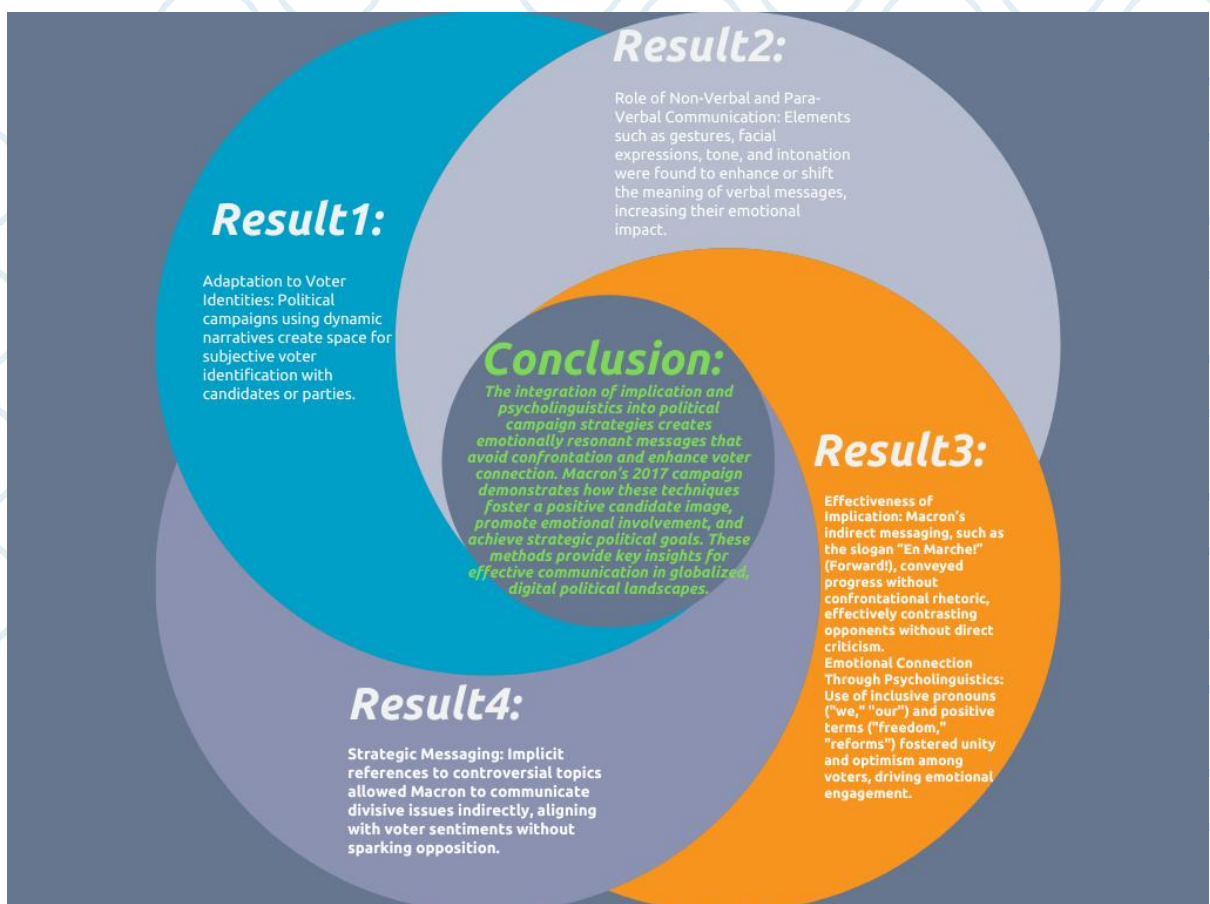 Result1:
Adaptation to Voter
Identities: Political
campaigns using dynamic
narratives create space for
subjective voter
identification with
candidates or parties.
Result2:
Role of Non-Verbal and Para-
Verbal Communication: Elements
such as gestures, facial
expressions, tone, and intonation
were found to enhance or shift
the meaning of verbal messages,
increasing their emotional
impact.
Result3:
Effectiveness of
Implication: Macron's
indirect messaging, such as
the slogan “En Marche!”
(Forward!), conveyed
progress without
confrontational rhetoric,
effectively contrasting
opponents without direct
criticism.
Emotional Connection
Through Psycholinguistics:
Use of inclusive pronouns
("we," "our") and positive
terms ("freedom,"
"reforms") fostered unity
and optimism among
voters, driving emotional
engagement.
Result4:
Strategic Messaging: Implicit
references to controversial topics
allowed Macron to communicate
divisive issues indirectly, aligning
with voter sentiments without
sparking opposition.
Conclusion:
The integration of implication and
psycholinguistics into political
campaign strategies creates
emotionally resonant messages that
avoid confrontation and enhance voter
connection. Macron's 2017 campaign
demonstrates how these techniques
foster a positive candidate image,
promote emotional involvement, and
achieve strategic political goals. These
methods provide key insights for
effective communication in globalized,
digital political landscapes.